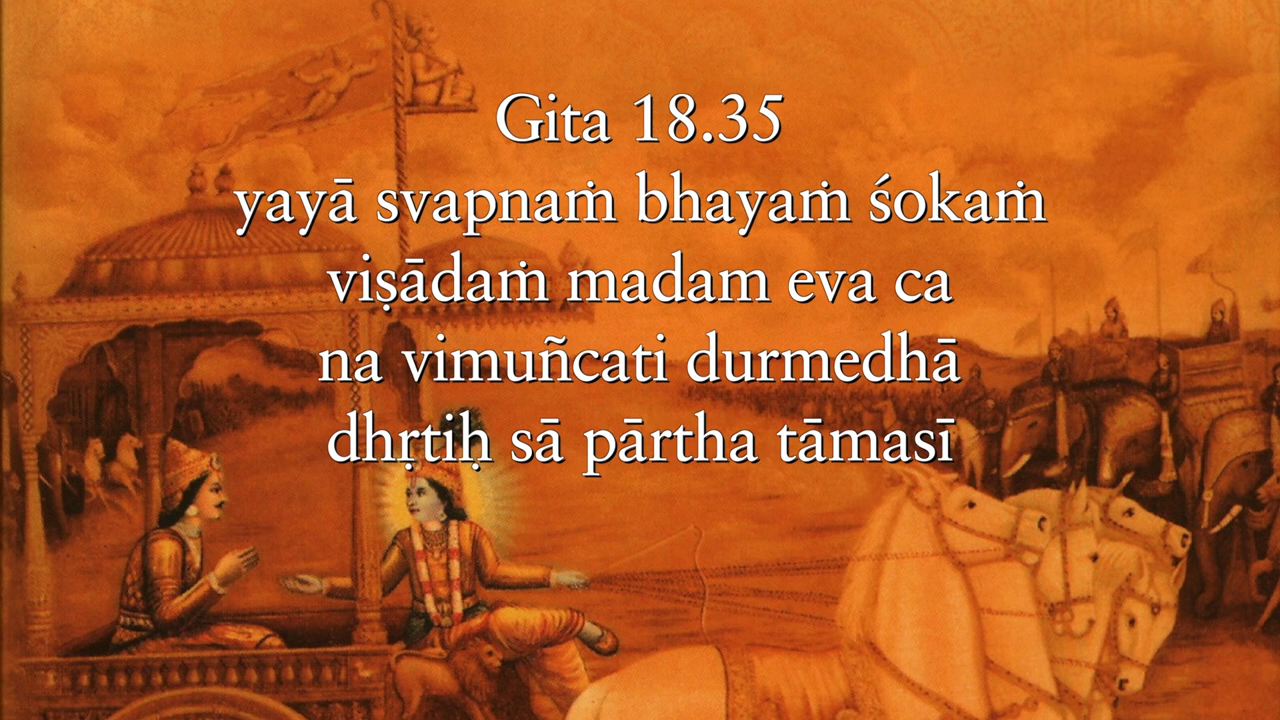 Gita 18.35
yayā svapnaṁ bhayaṁ śokaṁ
viṣādaṁ madam eva ca
na vimuñcati durmedhā
dhṛtiḥ sā pārtha tāmasī